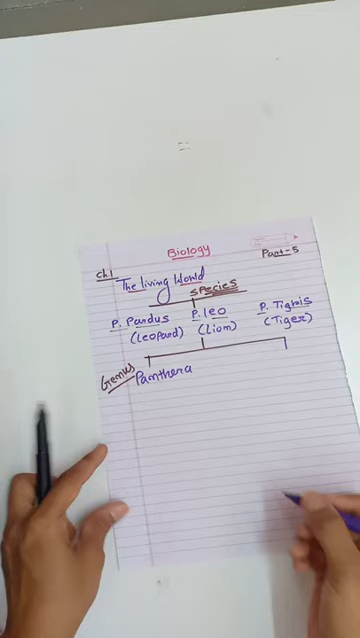 Biology
Part-5
Ch.1
The living World
Species
P. Pardus P. leo P. Tigris
(Leopard) (Lion) (Tiger)
Genus Panthera